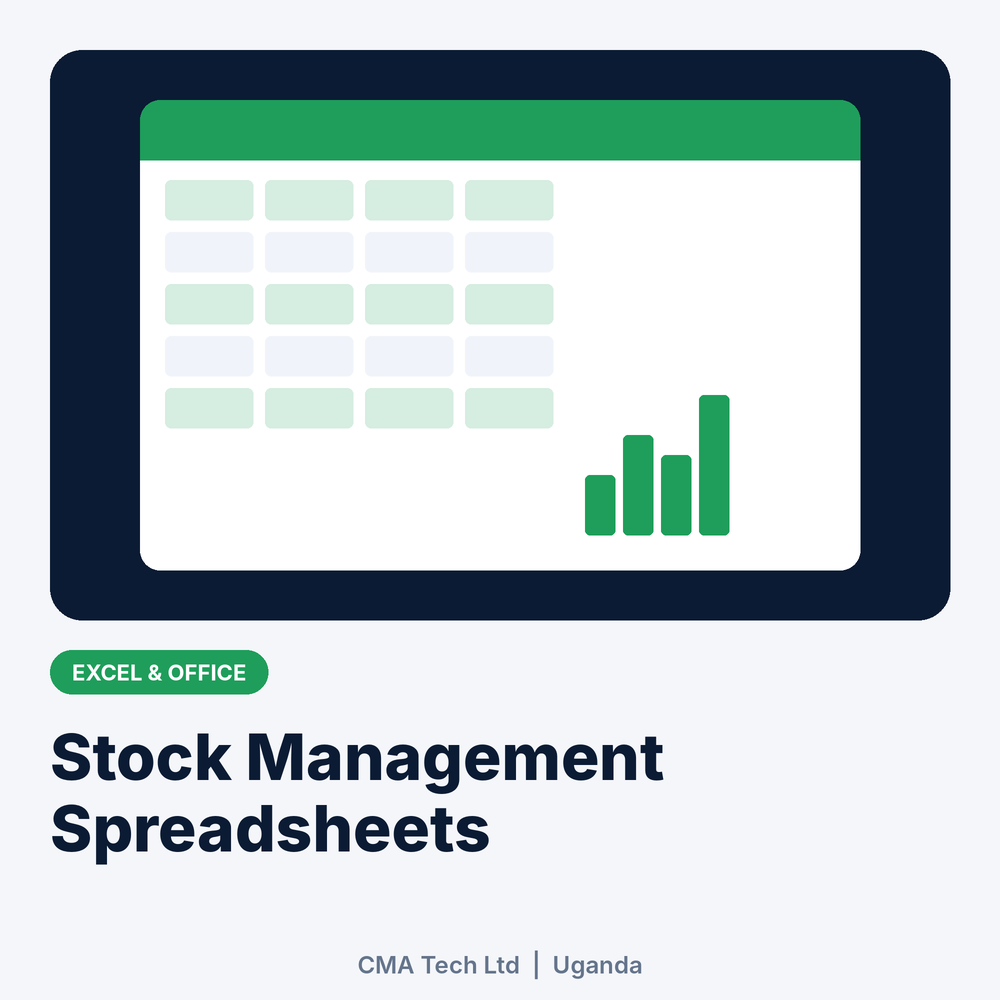 EXCEL & OFFICE
Stock Management
Spreadsheets
CMA Tech Ltd | Uganda